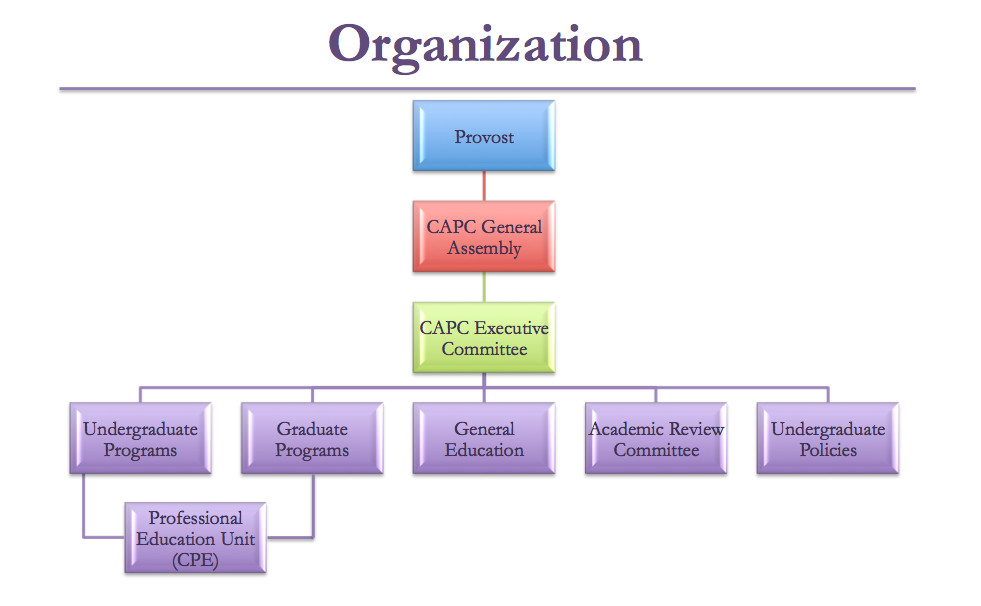 Organization
Provost
CAPC General
Assembly
CAPC Executive
Committee
Undergraduate
Programs
Graduate
Programs
General
Education
Academic Review
Committee
Undergraduate
Policies
Professional
Education Unit
(CPE)